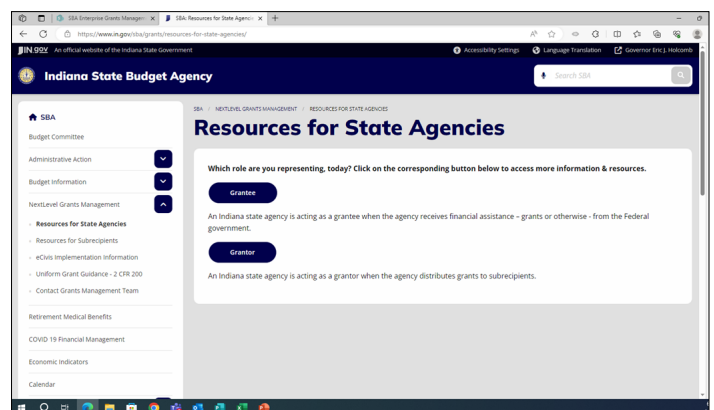 SBA Enterprise Grants Managem
SBA: Resources for State Agencie
https://www.in.gov/sba/grants/resources-for-state-agencies/
IN.gov An official website of the Indiana State Government
Accessibility Settings
Language Translation
Governor Eric J. Holcomb
Indiana State Budget Agency
Search SBA
SBA
Budget Committee
Administrative Action
Budget Information
NextLevel Grants Management
- Resources for State Agencies
- Resources for Subrecipients
- eCivis Implementation Information
- Uniform Grant Guidance - 2 CFR 200
- Contact Grants Management Team
Retirement Medical Benefits
COVID 19 Financial Management
Economic Indicators
Calendar
SBA / NEXTLEVEL GRANTS MANAGEMENT / RESOURCES FOR STATE AGENCIES
Resources for State Agencies
Which role are you representing, today? Click on the corresponding button below to access more information & resources.
Grantee
An Indiana state agency is acting as a grantee when the agency receives financial assistance – grants or otherwise - from the Federal
government.
Grantor
An Indiana state agency is acting as a grantor when the agency distributes grants to subrecipients.